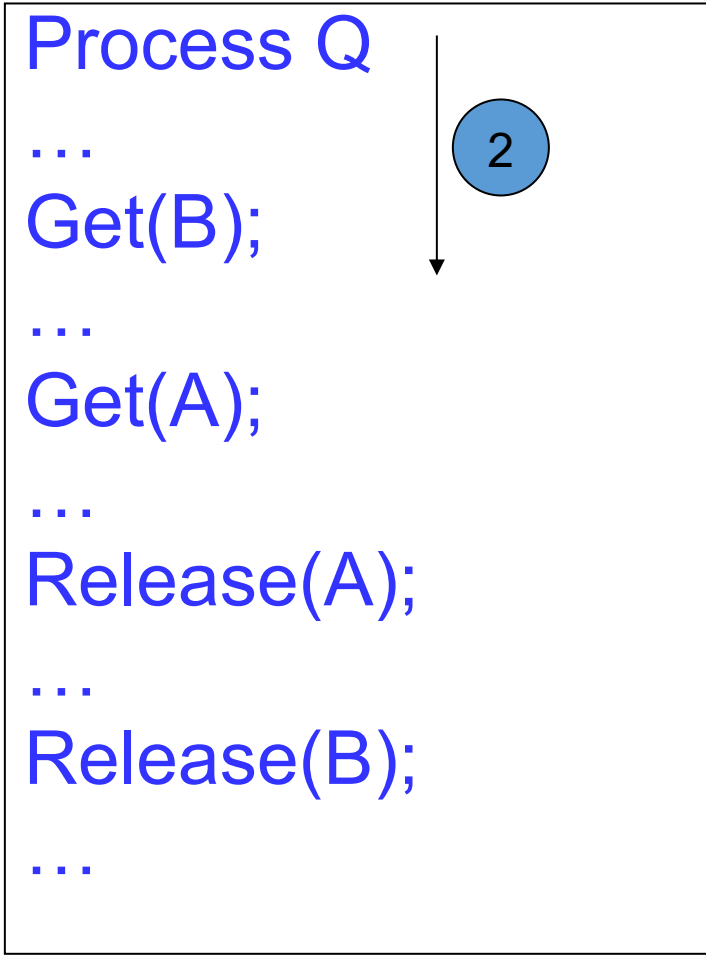 Process Q
2
…
Get(B);
…
Get(A);
…
Release(A);
…
Release(B);
…